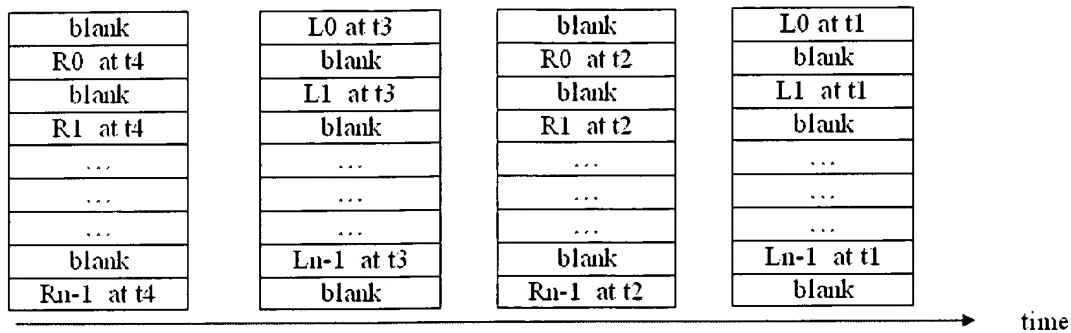 blank L0 at t3 blank L0 at t1
R0 at t4 blank R0 at t2 blank
blank L1 at t3 blank L1 at t1
R1 at t4 blank R1 at t2 blank
... ... ... ...
... ... ... ...
... ... ... ...
blank Ln-1 at t3 blank Ln-1 at t1
Rn-1 at t4 blank Rn-1 at t2 blank
time